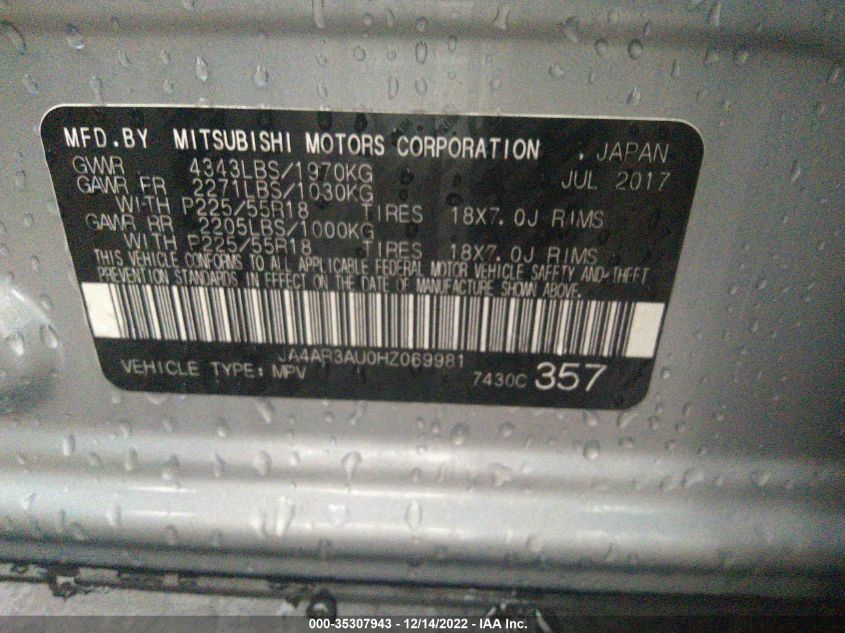 MFD.BY MITSUBISHI MOTORS CORPORATION , JAPAN
GVWR 4343LBS/1970KG JUL 2017
GAWR FR 2271LBS/1030KG
WITH P225/55R18 TIRES 18X7.0J RIMS
GAWR RR 2205LBS/1000KG
WITH P225/55R18 TIRES 18X7.0J RIMS
THIS VEHICLE CONFORMS TO ALL APPLICABLE FEDERAL MOTOR VEHICLE SAFETY AND THEFT
PREVENTION STANDARDS IN EFFECT ON THE DATE OF MANUFACTURE SHOWN ABOVE.
JA4AR3AU0HZ069981
VEHICLE TYPE: MPV 7430C 357
000-35307943 - 12/14/2022 - IAA Inc.